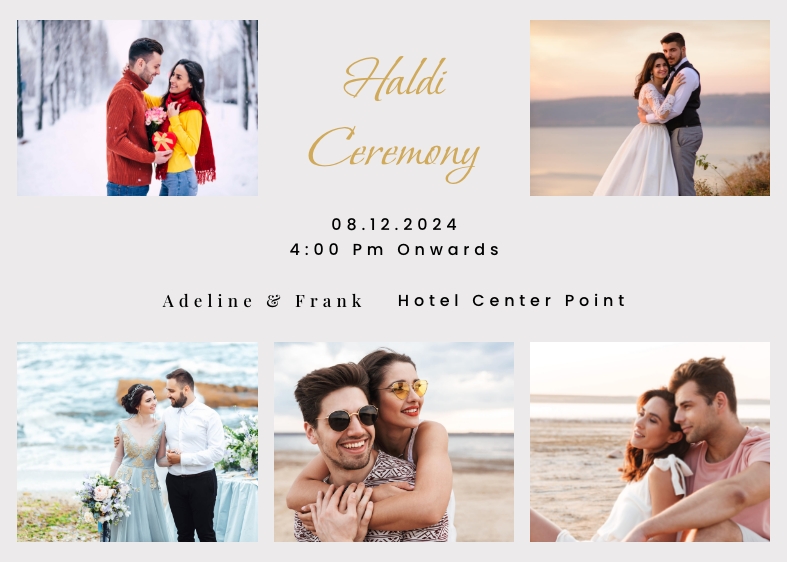 Haldi
Ceremony
08.12.2024
4:00 Pm Onwards
Adeline & Frank
Hotel Center Point